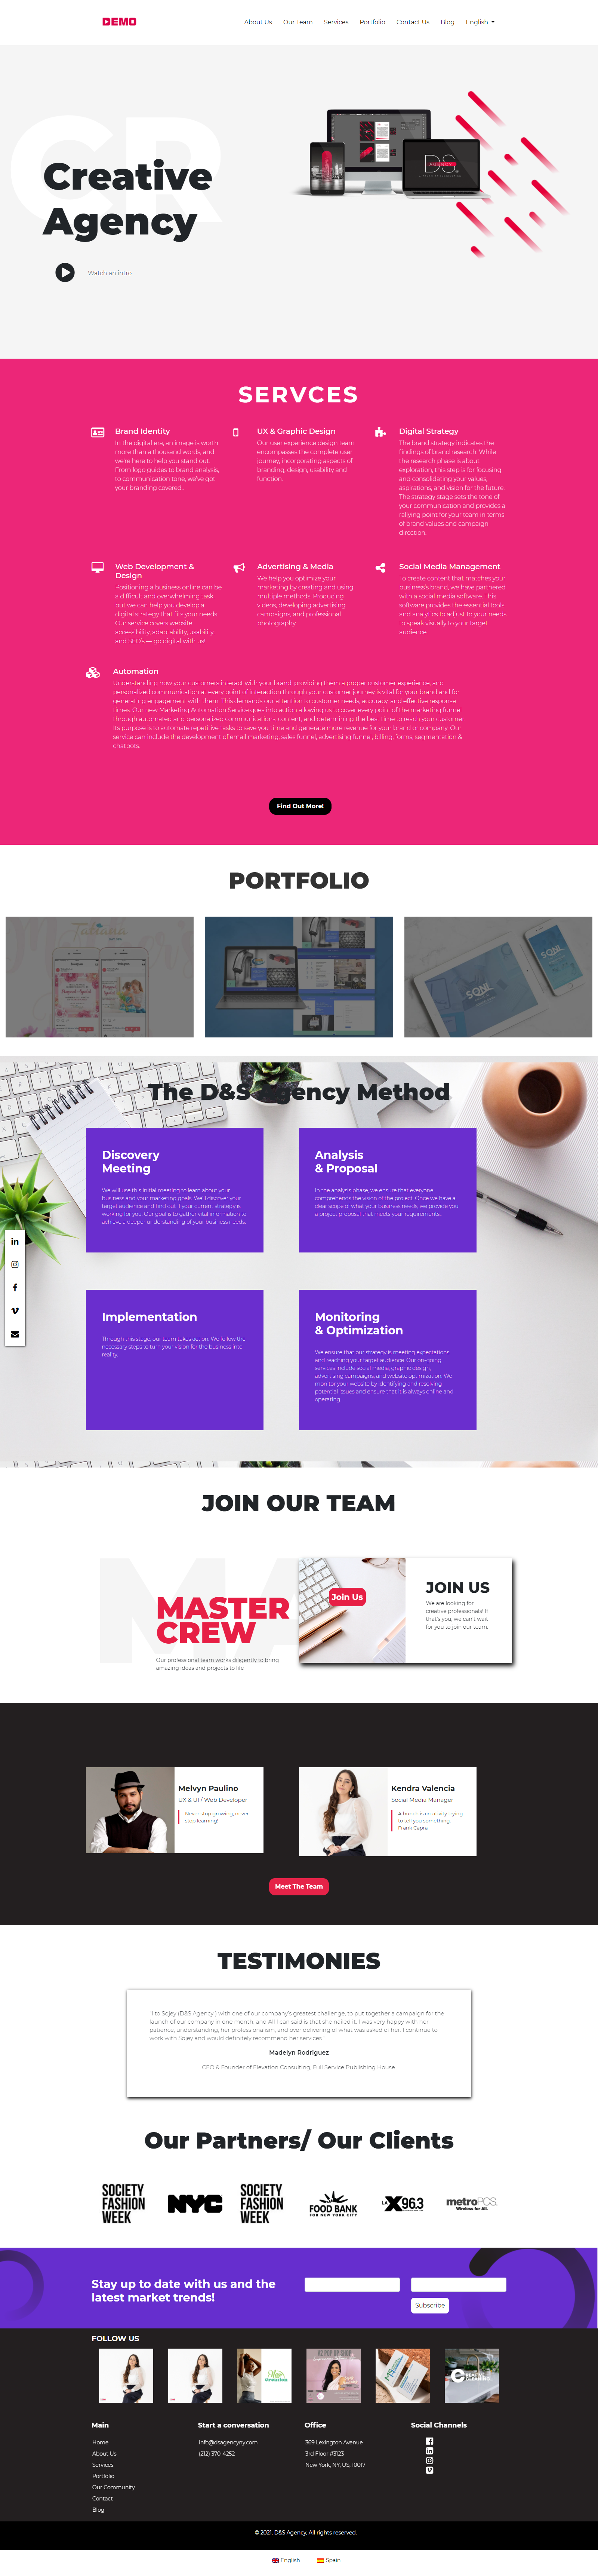 DEMO
About Us
Our Team
Services
Portfolio
Contact Us
Blog
English
CR
Creative
Agency
Watch an intro
AGENCY
DS
SERVCES
Brand Identity
In the digital era, an image is worth
more than a thousand words, and
we're here to help you stand out.
From logo guides to brand analysis,
to communication tone, we've got
your branding covered.
UX & Graphic Design
Our user experience design team
encompasses the complete user
journey, incorporating aspects of
branding, design, usability and
function.
Digital Strategy
The brand strategy indicates the
findings of brand research. While
the research phase is about
exploration, this step is for focusing
and consolidating your values,
aspirations, and vision for the future.
The strategy stage sets the tone of
your communication and provides a
rallying point for your team in terms
of brand values and campaign
direction.
Web Development &
Design
Positioning a business online can be
a difficult and overwhelming task,
but we can help you develop a
digital strategy that fits your needs.
Our service covers website
accessibility, adaptability, usability,
and SEO's — go digital with us!
Advertising & Media
We help you optimize your
marketing by creating and using
multiple methods. Producing
videos, developing advertising
campaigns, and professional
photography.
Social Media Management
To create content that matches your
business's brand, we have partnered
with a social media software. This
software provides the essential tools
and analytics to adjust to your needs
to speak visually to your target
audience.
Automation
Understanding how your customers interact with your brand, providing them a proper customer experience, and
personalized communication at every point of interaction through your customer journey is vital for your brand and for
generating engagement with them. This demands our attention to customer needs, accuracy, and effective response
times. Our new Marketing Automation Service goes into action allowing us to cover every point of the marketing funnel
through automated and personalized communications, content, and determining the best time to reach your customer.
Its purpose is to automate repetitive tasks to save you time and generate more revenue for your brand or company. Our
service can include the development of email marketing, sales funnel, advertising funnel, billing, forms, segmentation &
chatbots.
Find Out More!
PORTFOLIO
Tatiana
SQNL
SQNL
The D&S Agency Method
Discovery
Meeting
We will use this initial meeting to learn about your
business and your marketing goals. We'll discover your
target audience and find out if your current strategy is
working for you. Our goal is to gather vital information to
achieve a deeper understanding of your business needs.
Analysis
& Proposal
In the analysis phase, we ensure that everyone
comprehends the vision of the project. Once we have a
clear scope of what your business needs, we provide you
a project proposal that meets your requirements.
Implementation
Through this stage, our team takes action. We follow the
necessary steps to turn your vision for the business into
reality.
Monitoring
& Optimization
We ensure that our strategy is meeting expectations
and reaching your target audience. Our on-going
services include social media, graphic design,
advertising campaigns, and website optimization. We
monitor your website by identifying and resolving
potential issues and ensure that it is always online and
operating.
JOIN OUR TEAM
MA
MASTER
CREW
Our professional team works diligently to bring
amazing ideas and projects to life
Join Us
JOIN US
We are looking for
creative professionals! If
that's you, we can't wait
for you to join our team.
Melvyn Paulino
UX & UI / Web Developer
Never stop growing, never
stop learning!
Kendra Valencia
Social Media Manager
A hunch is creativity trying
to tell you something. -
Frank Capra
Meet The Team
TESTIMONIES
"I to Sojey (D&S Agency ) with one of our company's greatest challenge, to: put together a campaign for the
launch of our company in one month, and All I can said is that she nailed it. I was very happy with her
patience, understanding, her professionalism, and over delivering of what was asked of her. I continue to
work with Sojey and would definitely recommend her services."
Madelyn Rodriguez
CEO & Founder of Elevation Consulting, Full Service Publishing House.
Our Partners/ Our Clients
SOCIETY
FASHION
WEEK
NYC
SOCIETY
FASHION
WEEK
FOOD BANK
FOR NEW YORK CITY
LA X 96.3
metroPCS.
Wireless for All.
Stay up to date with us and the
latest market trends!
Subscribe
FOLLOW US
Main
Home
About Us
Services
Portfolio
Our Community
Contact
Blog
Start a conversation
info@dsagencyny.com
(212) 370-4252
Office
369 Lexington Avenue
3rd Floor #3123
New York, NY, US, 10017
Social Channels
© 2021, D&S Agency, All rights reserved.
English
Spain